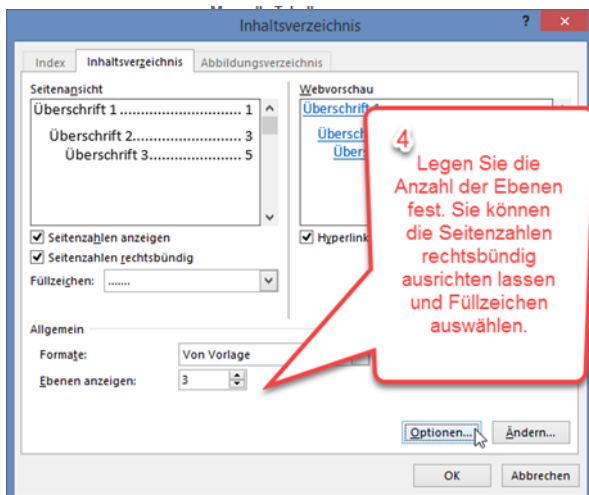 Inhaltsverzeichnis ?
Index Inhaltsverzeichnis Abbildungsverzeichnis
Seitenansicht
Überschrift 1 ............................ 1
Überschrift 2......................... 3
Überschrift 3...................... 5
Webvorschau
Überschrift
4
Legen Sie die
Anzahl der Ebenen
fest. Sie können
die Seitenzahlen
rechtsbündig
ausrichten lassen
und Füllzeichen
auswählen.
Seitenzahlen anzeigen
Seitenzahlen rechtsbündig
Füllzeichen: .......
Hyperlink
Allgemein
Formate: Von Vorlage
Ebenen anzeigen: 3
Optionen... Ändern...
OK Abbrechen